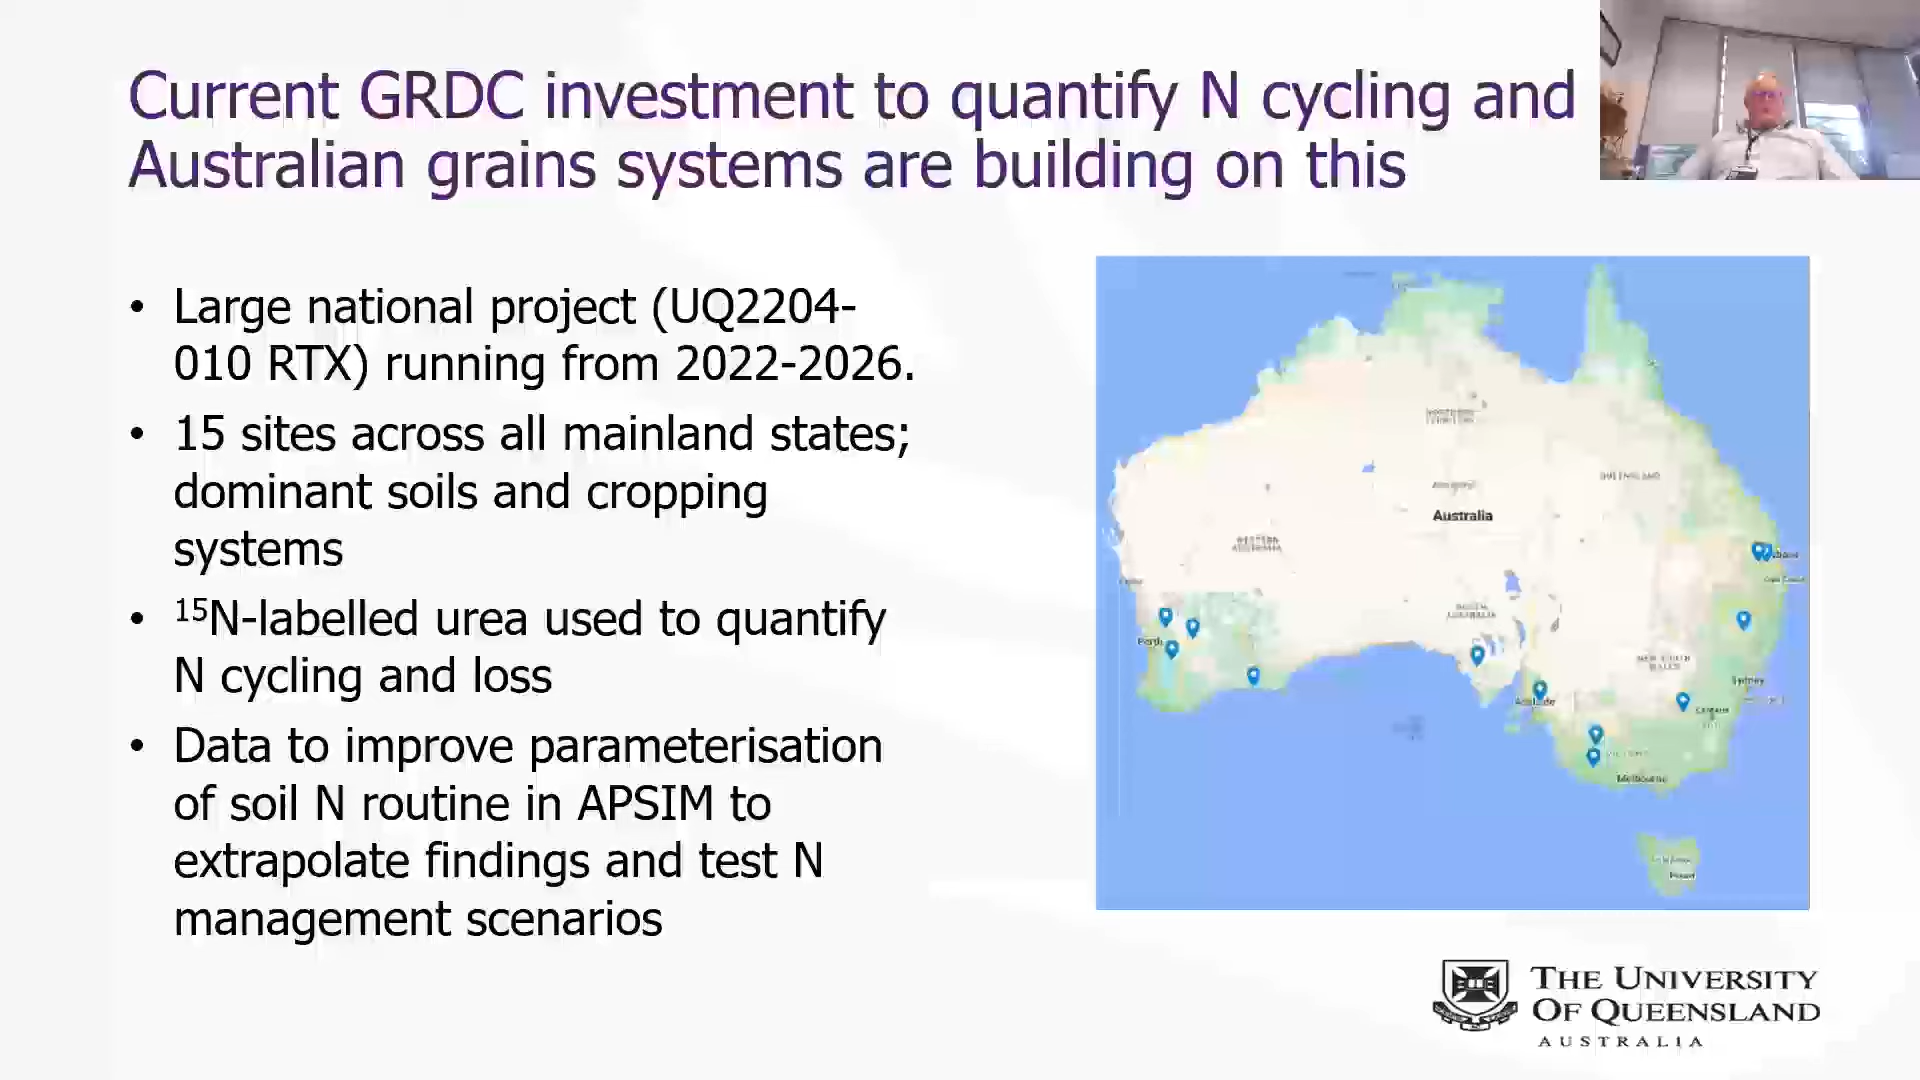 Current GRDC investment to quantify N cycling and
Australian grains systems are building on this
• Large national project (UQ2204-
010 RTX) running from 2022-2026.
• 15 sites across all mainland states;
dominant soils and cropping
systems
• ¹⁵N-labelled urea used to quantify
N cycling and loss
• Data to improve parameterisation
of soil N routine in APSIM to
extrapolate findings and test N
management scenarios
NORTHERN
TERRITORY
QUEENSLAND
Australia
WESTERN
AUSTRALIA
SOUTH
AUSTRALIA
Perth
NEW SOUTH
WALES
Sydney
Adelaide
Melbourne
THE UNIVERSITY
OF QUEENSLAND
AUSTRALIA